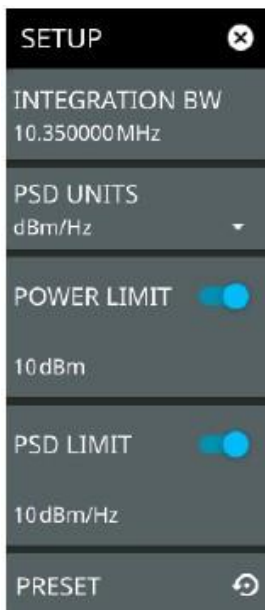 SETUP
INTEGRATION BW
10.350000 MHz
PSD UNITS
dBm/Hz
POWER LIMIT
10 dBm
PSD LIMIT
10 dBm/Hz
PRESET